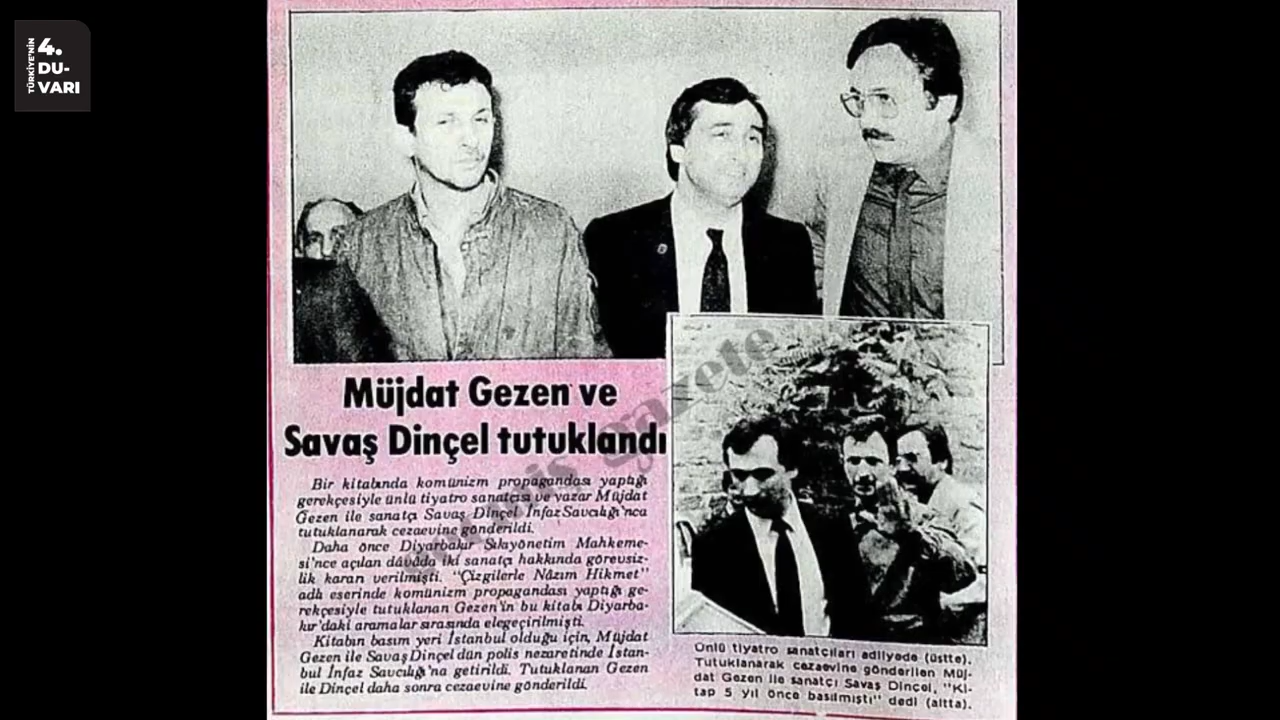 TÜRKİYE'NİN
4.
DU-
VARI
Müjdat Gezen ve
Savaş Dinçel tutuklandı
Bir kitabında komünizm propagandası yaptığı
gerekçesiyle ünlü tiyatro sanatçısı ve yazar Müjdat
Gezen ile sanatçı Savaş Dinçel İnfaz Savcılığı'nca
tutuklanarak cezaevine gönderildi.
Daha önce Diyarbakır Sıkıyönetim Mahkeme-
si'nce açılan dâvâda iki sanatçı hakkında görevsiz-
lik kararı verilmişti. "Çizgilerle Nâzım Hikmet"
adlı eserinde komünizm propagandası yaptığı ge-
rekçesiyle tutuklanan Gezen'in bu kitabı Diyarba-
kır'daki aramalar sırasında elegeçirilmişti.
Kitabın basım yeri İstanbul olduğu için, Müjdat
Gezen ile Savaş Dinçel dün polis nezaretinde İstan-
bul İnfaz Savcılığı'na getirildi. Tutuklanan Gezen
ile Dinçel daha sonra cezaevine gönderildi.
Ünlü tiyatro sanatçıları adliyede (üstte).
Tutuklanarak cezaevine gönderilen Müj-
dat Gezen ile sanatçı Savaş Dinçel, "Ki-
tap 5 yıl önce basılmıştı" dedi (altta).
gazete